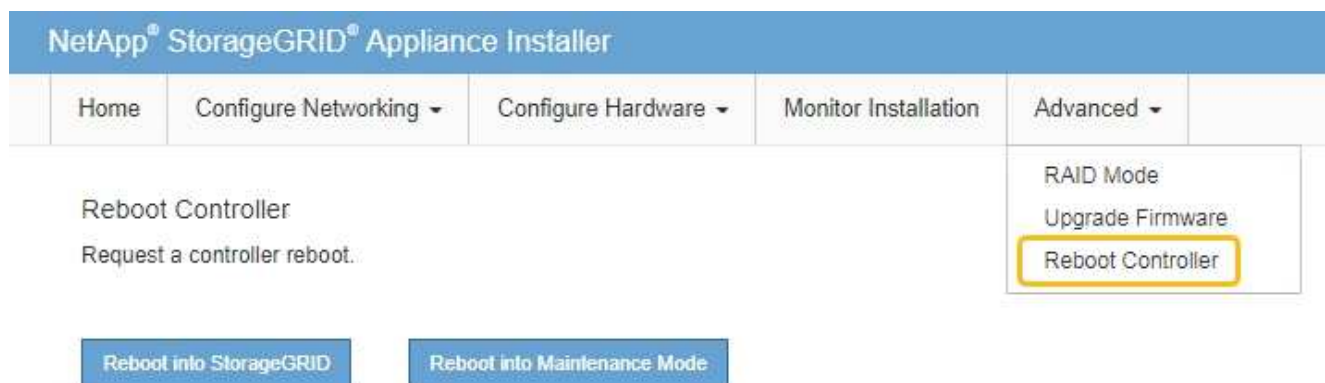 NetApp® StorageGRID® Appliance Installer
Home Configure Networking Configure Hardware Monitor Installation Advanced
RAID Mode
Upgrade Firmware
Reboot Controller
Reboot Controller
Request a controller reboot.
Reboot into StorageGRID Reboot into Maintenance Mode